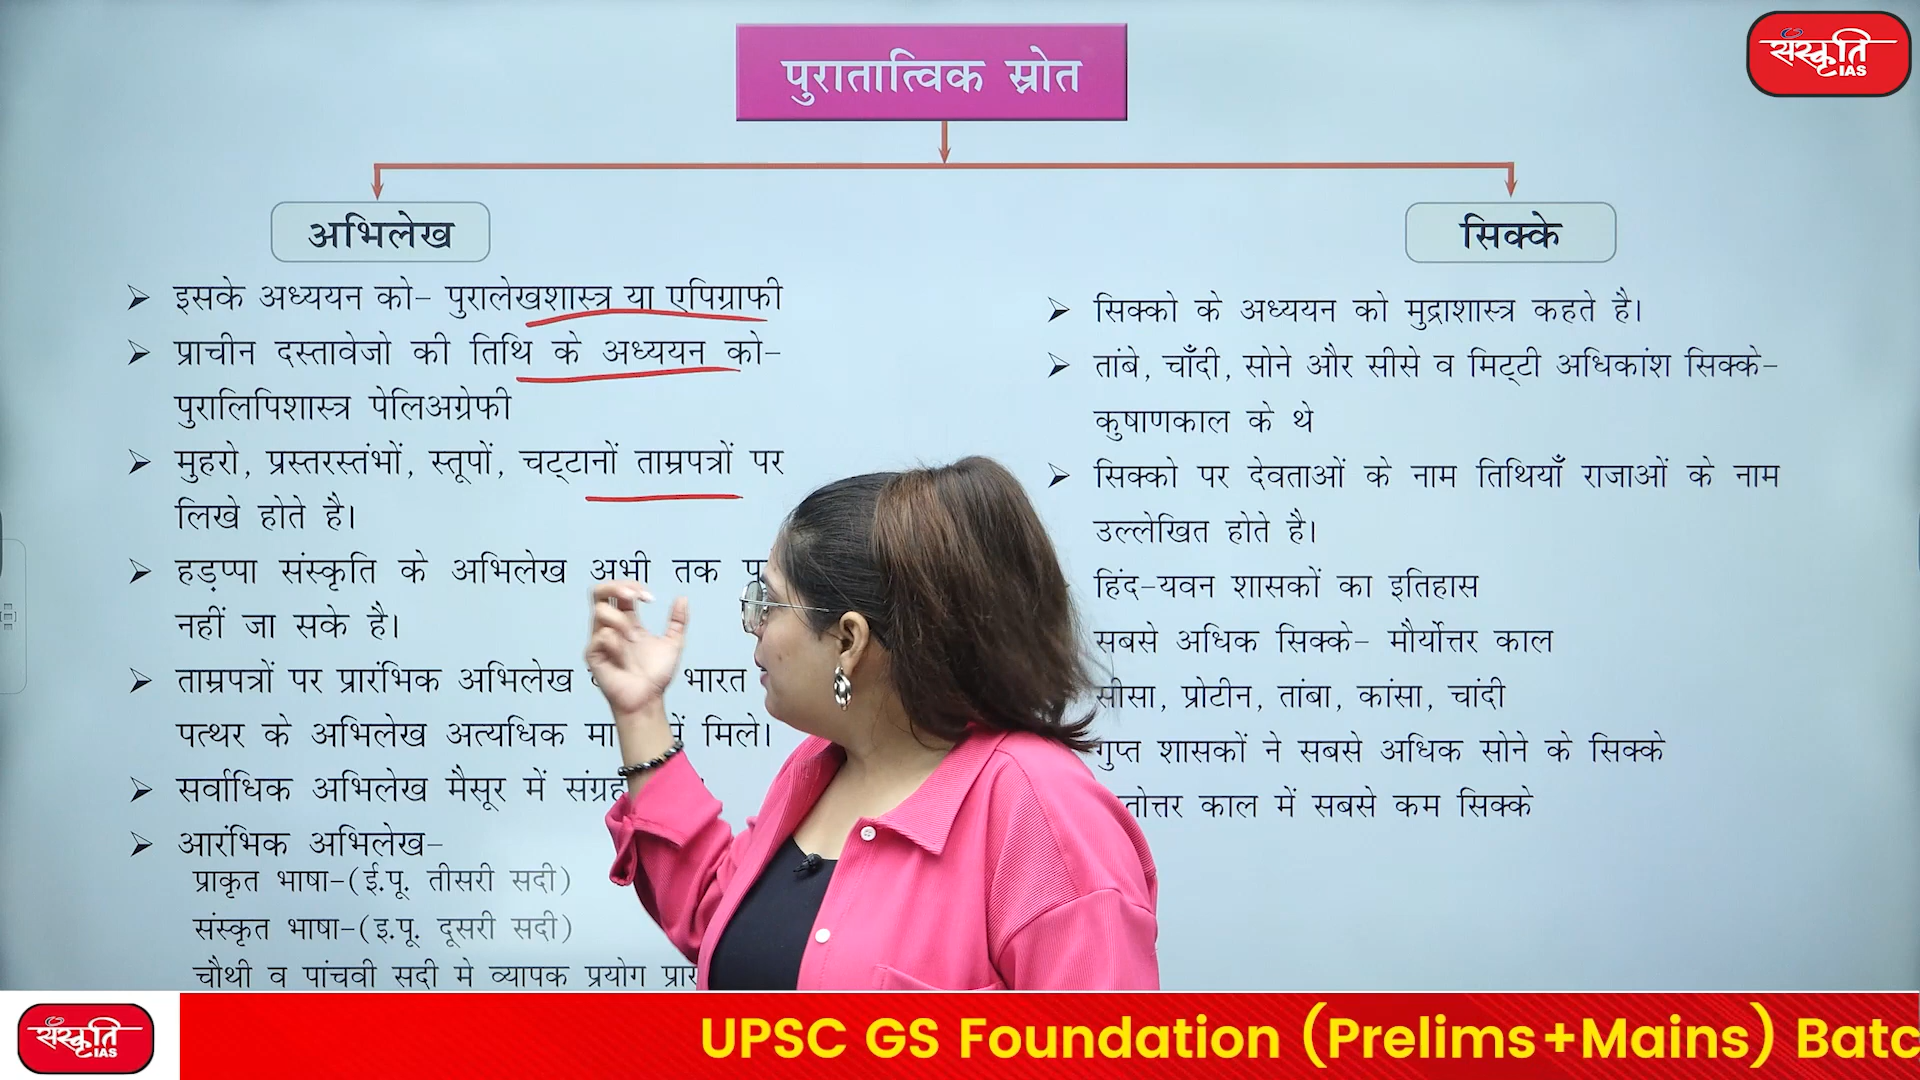 पुरातात्विक स्रोत
संस्कृति
IAS
अभिलेख
इसके अध्ययन को- पुरालेखशास्त्र या एपिग्राफी
प्राचीन दस्तावेजो की तिथि के अध्ययन को-
पुरालिपिशास्त्र पेलिअग्रेफी
मुहरो, प्रस्तरस्तंभों, स्तूपों, चट्टानों ताम्रपत्रों पर
लिखे होते है।
हड़प्पा संस्कृति के अभिलेख अभी तक
नहीं जा सके है।
ताम्रपत्रों पर प्रारंभिक अभिलेख भारत
पत्थर के अभिलेख अत्यधिक में मिले।
सर्वाधिक अभिलेख मैसूर में
आरंभिक अभिलेख-
प्राकृत भाषा-(ई.पू. तीसरी सदी)
संस्कृत भाषा-(इ.पू. दूसरी सदी)
चौथी व पांचवी सदी मे व्यापक प्रयोग
सिक्के
सिक्को के अध्ययन को मुद्राशास्त्र कहते है।
तांबे, चाँदी, सोने और सीसे व मिट्टी अधिकांश सिक्के-
कुषाणकाल के थे
सिक्को पर देवताओं के नाम तिथियाँ राजाओं के नाम
उल्लेखित होते है।
हिंद-यवन शासकों का इतिहास
सबसे अधिक सिक्के- मौर्योत्तर काल
सीसा, प्रोटीन, तांबा, कांसा, चांदी
गुप्त शासकों ने सबसे अधिक सोने के सिक्के
काल में सबसे कम सिक्के
संस्कृति
IAS
UPSC GS Foundation (Prelims+Mains)